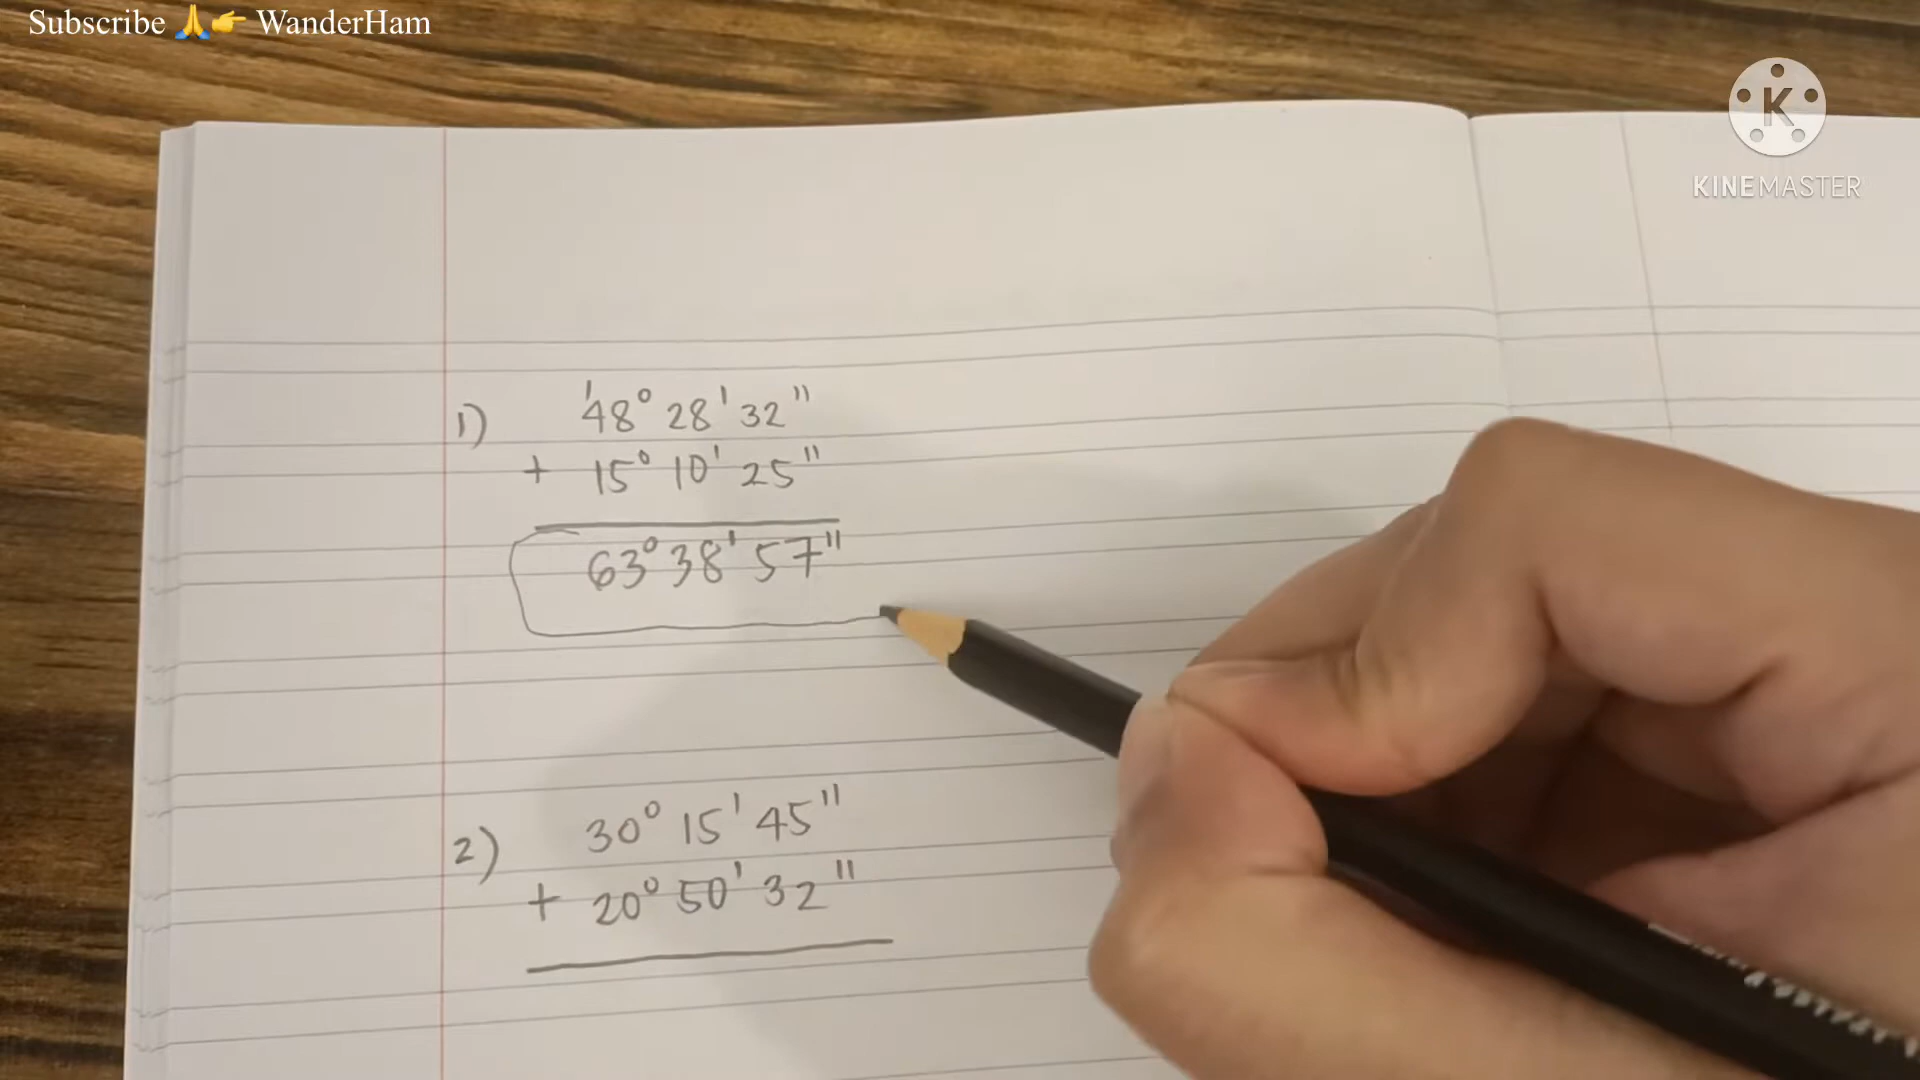 Subscribe 🙏👉 WanderHam
KINEMASTER
1
1) 48° 28' 32"
+ 15° 10' 25"
63° 38' 57"
2) 30° 15' 45"
+ 20° 50' 32"